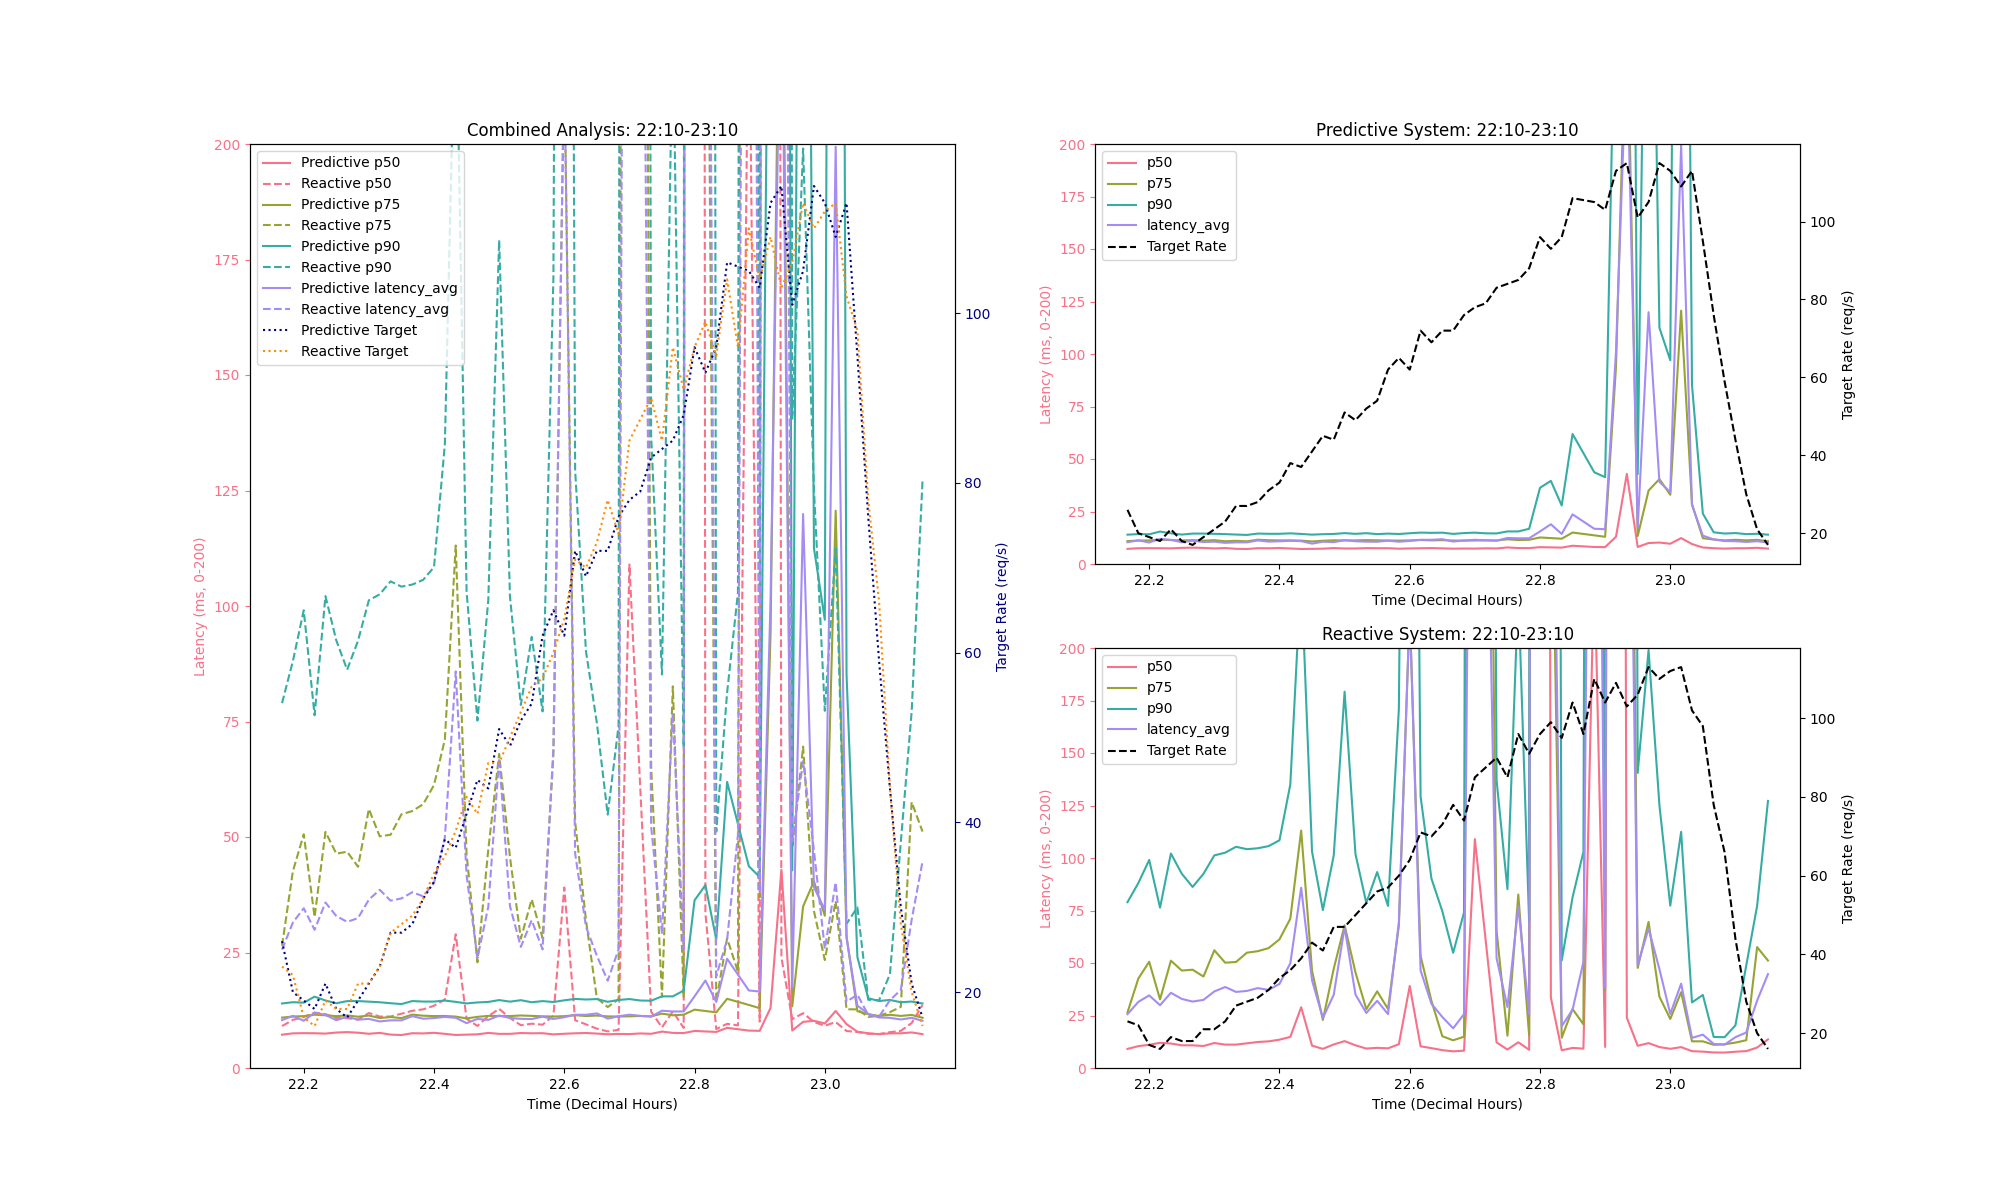 Combined Analysis: 22:10-23:10
200
175
150
125
100
75
50
25
0
Latency (ms, 0-200)
Predictive p50
Reactive p50
Predictive p75
Reactive p75
Predictive p90
Reactive p90
Predictive latency_avg
Reactive latency_avg
Predictive Target
Reactive Target
100
80
60
40
20
Target Rate (req/s)
22.2 22.4 22.6 22.8 23.0
Time (Decimal Hours)
Predictive System: 22:10-23:10
200
175
150
125
100
75
50
25
0
Latency (ms, 0-200)
p50
p75
p90
latency_avg
Target Rate
100
80
60
40
20
Target Rate (req/s)
22.2 22.4 22.6 22.8 23.0
Time (Decimal Hours)
Reactive System: 22:10-23:10
200
175
150
125
100
75
50
25
0
Latency (ms, 0-200)
p50
p75
p90
latency_avg
Target Rate
100
80
60
40
20
Target Rate (req/s)
22.2 22.4 22.6 22.8 23.0
Time (Decimal Hours)